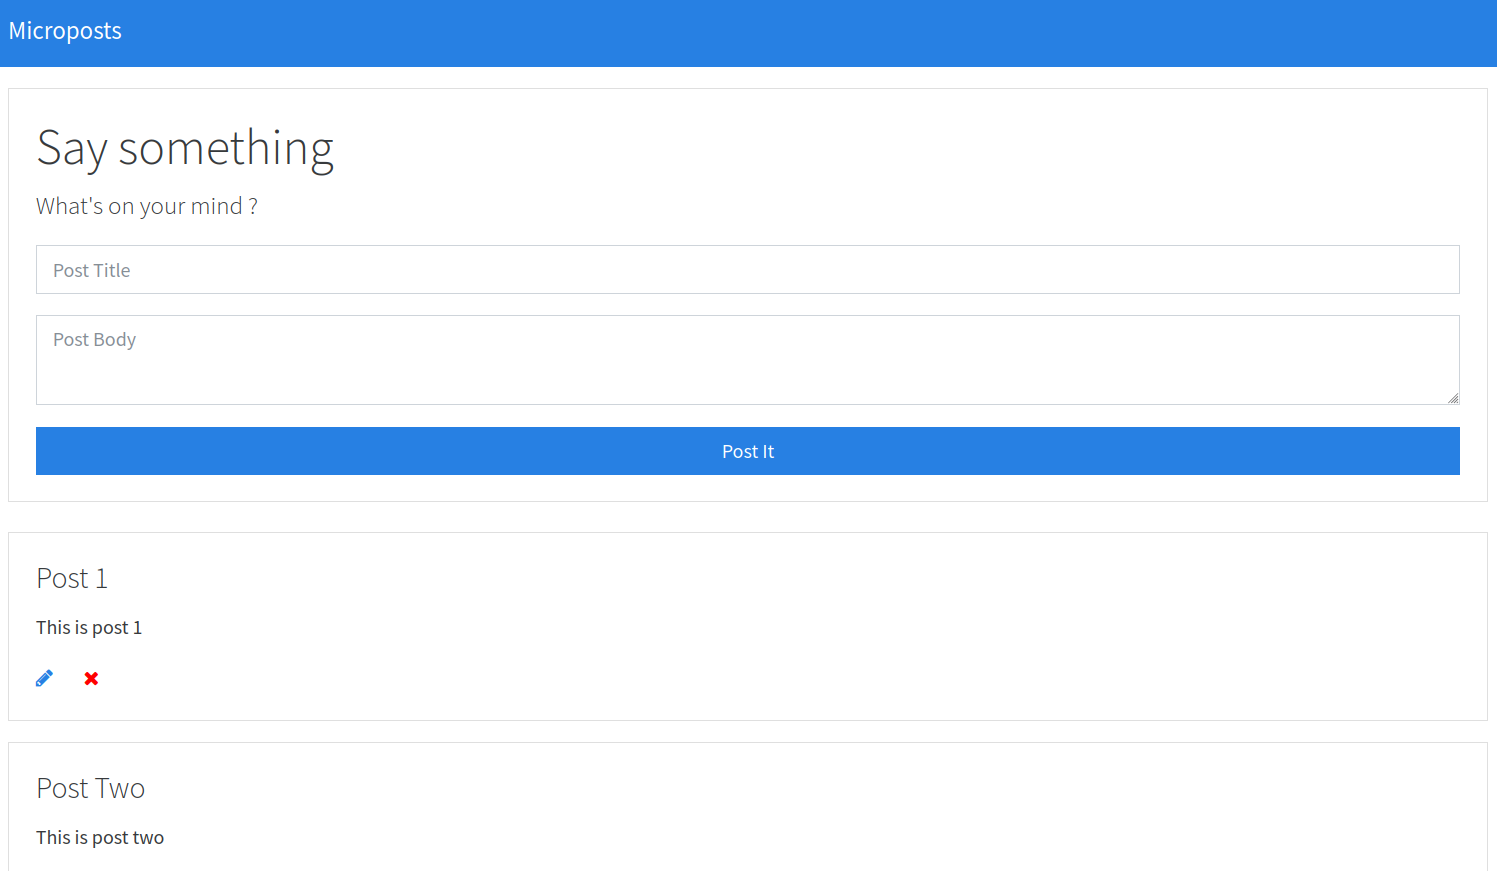 Microposts
Say something
What's on your mind ?
Post Title
Post Body
Post It
Post 1
This is post 1
Post Two
This is post two